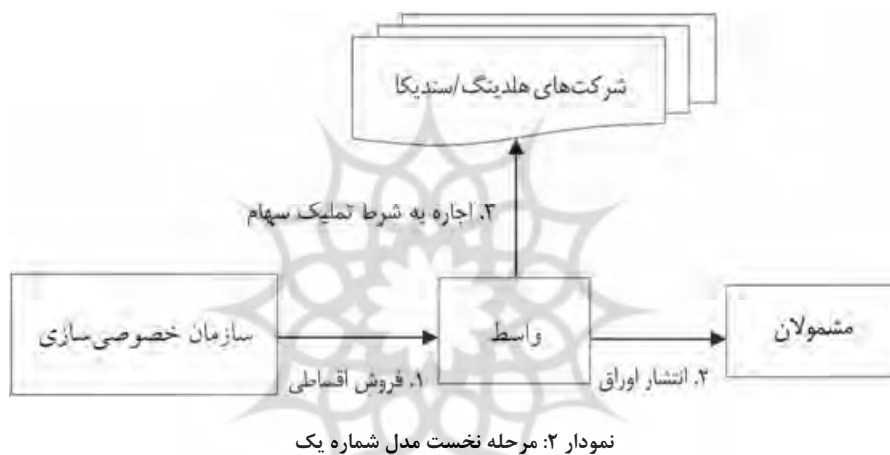 شرکت‌های هلدینگ/سندیکا
۳. اجاره به شرط تملیک سهام
سازمان خصوصی‌سازی
واسط
مشمولان
۱. فروش اقساطی
۲. انتشار اوراق
نمودار ۲: مرحله نخست مدل شماره یک